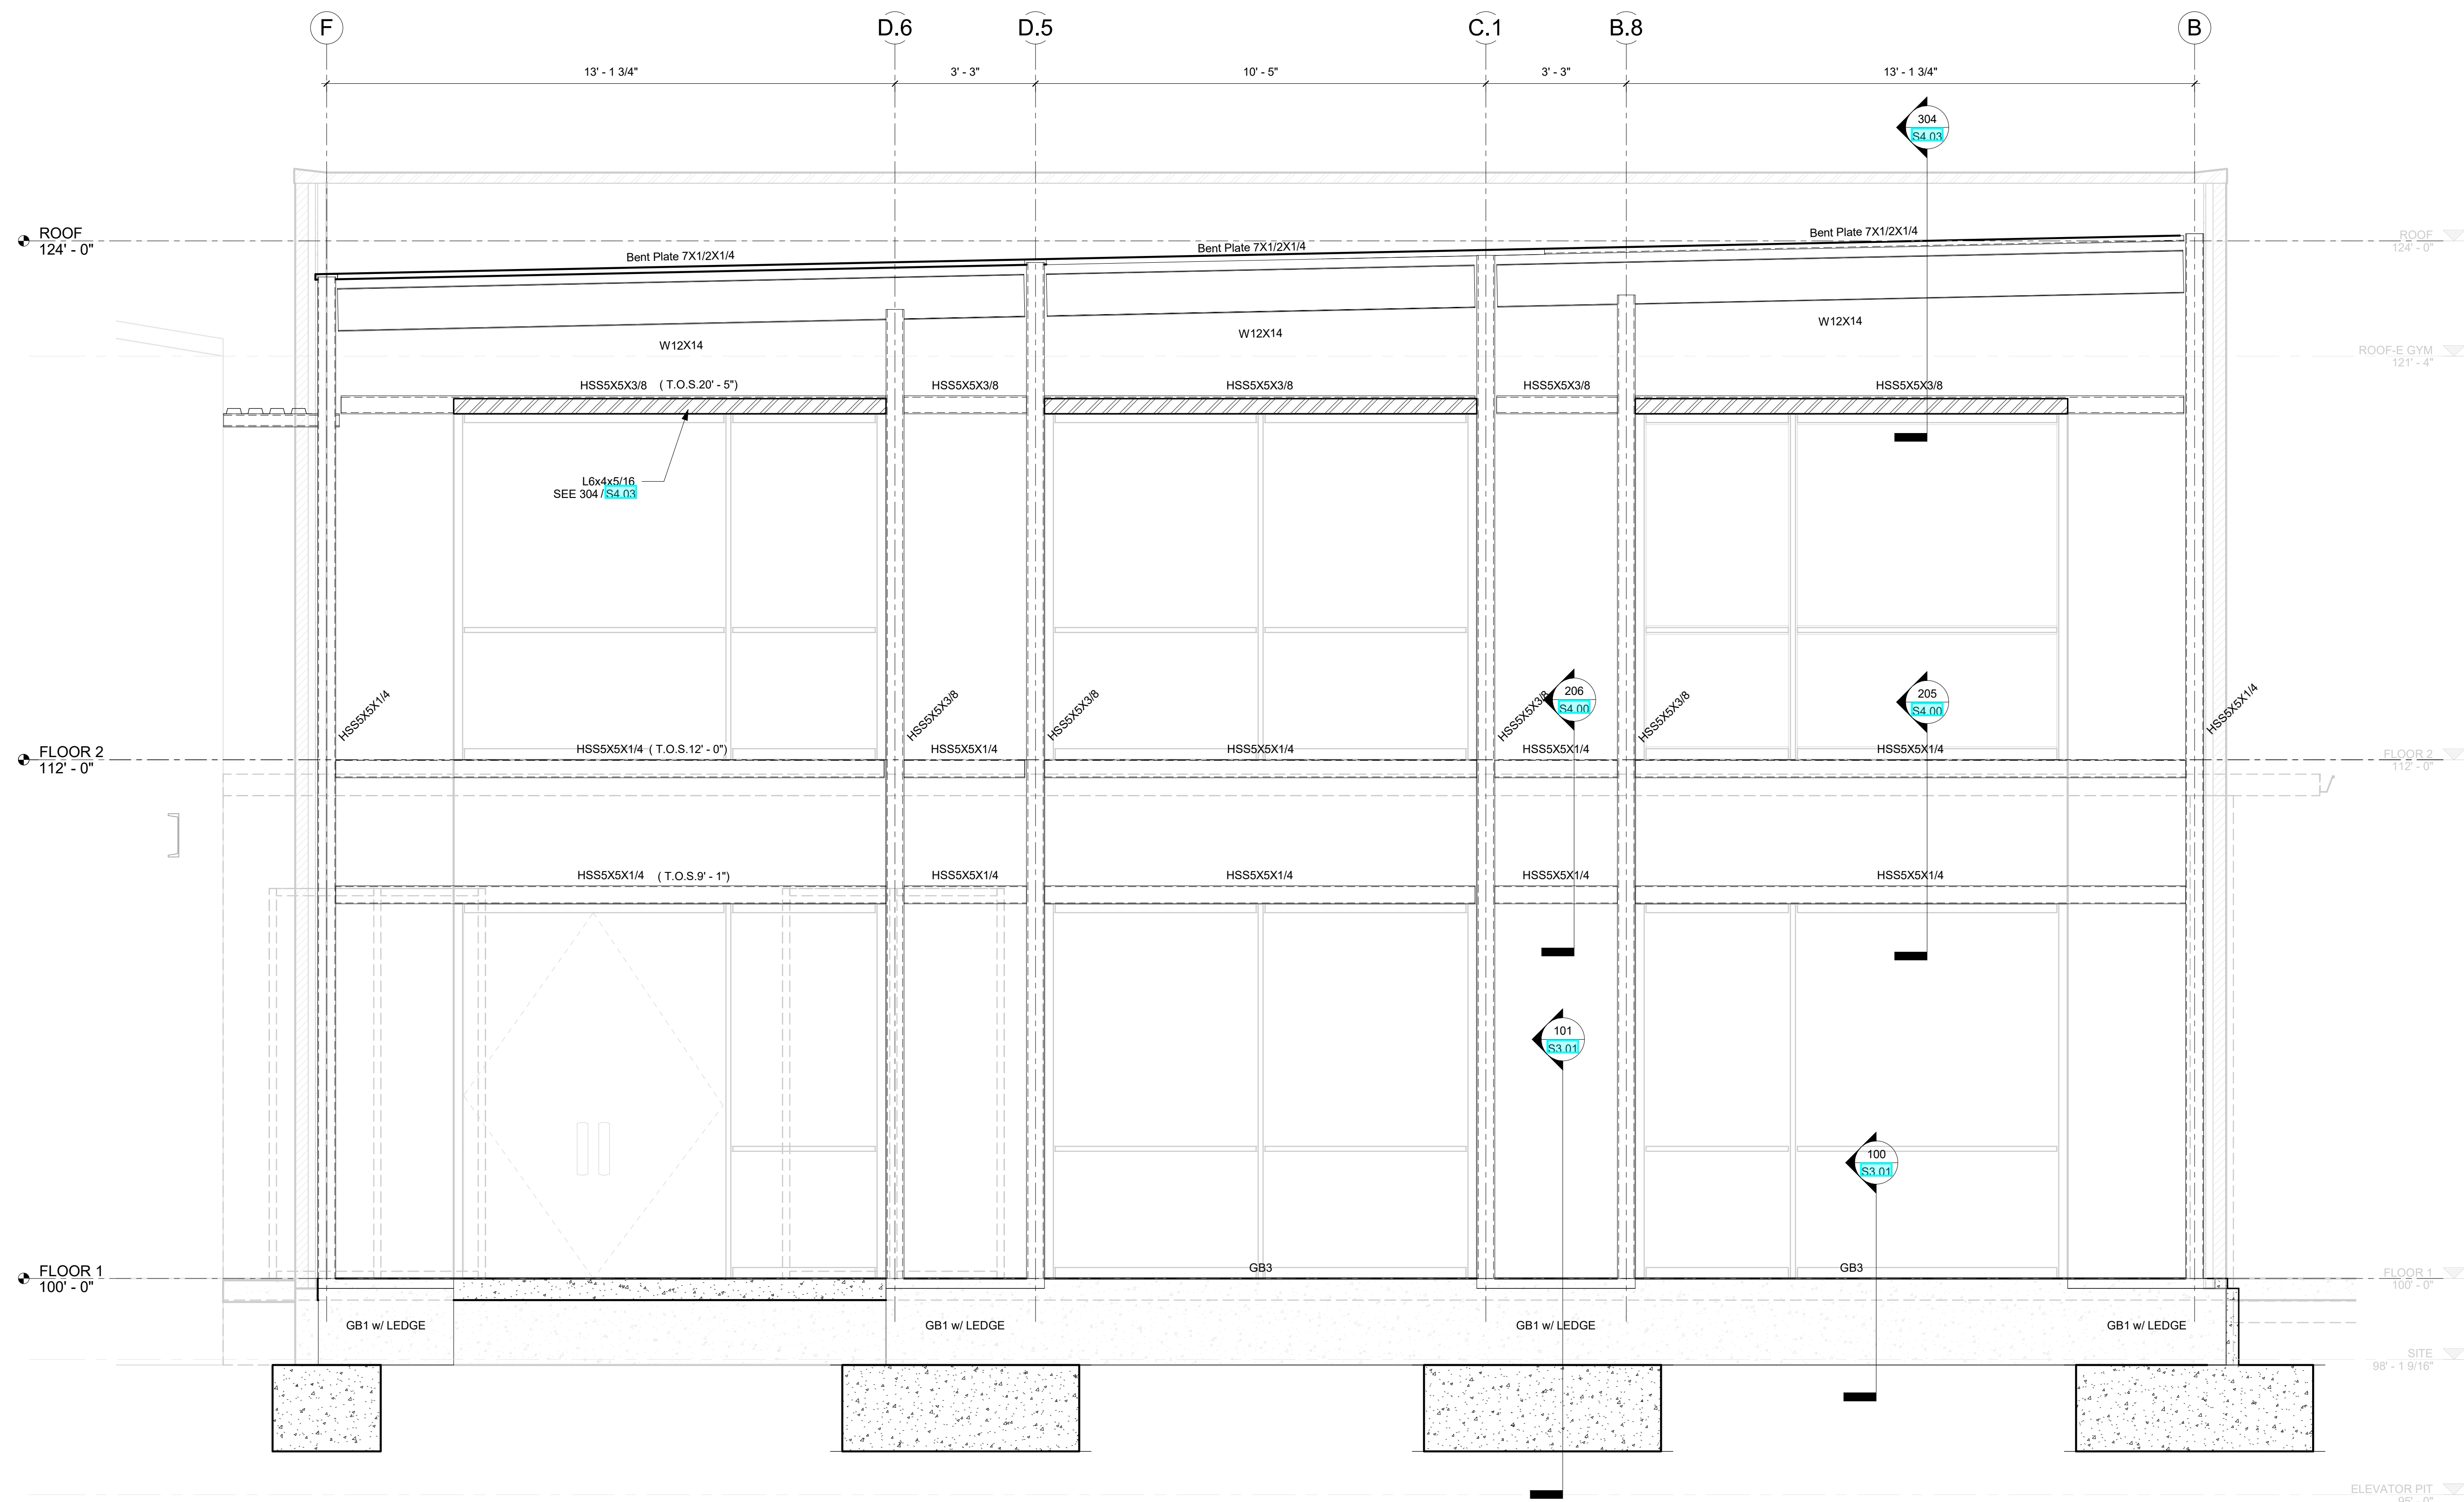 F
D.6
D.5
C.1
B.8
B
13' - 1 3/4"
3' - 3"
10' - 5"
3' - 3"
13' - 1 3/4"
304
S4.03
ROOF
124' - 0"
ROOF
124' - 0"
Bent Plate 7X1/2X1/4
Bent Plate 7X1/2X1/4
Bent Plate 7X1/2X1/4
W12X14
W12X14
W12X14
ROOF-E GYM
121' - 4"
HSS5X5X3/8 ( T.O.S.20' - 5")
HSS5X5X3/8
HSS5X5X3/8
HSS5X5X3/8
HSS5X5X3/8
L6x4x5/16
SEE 304 / S4.03
HSS5X5X1/4
HSS5X5X3/8
HSS5X5X3/8
HSS5X5X3/8
HSS5X5X3/8
HSS5X5X1/4
206
S4.00
205
S4.00
FLOOR 2
112' - 0"
HSS5X5X1/4 ( T.O.S.12' - 0")
HSS5X5X1/4
HSS5X5X1/4
HSS5X5X1/4
HSS5X5X1/4
FLOOR 2
112' - 0"
HSS5X5X1/4 ( T.O.S.9' - 1")
HSS5X5X1/4
HSS5X5X1/4
HSS5X5X1/4
HSS5X5X1/4
101
S3.01
100
S3.01
FLOOR 1
100' - 0"
GB3
GB3
FLOOR 1
100' - 0"
GB1 w/ LEDGE
GB1 w/ LEDGE
GB1 w/ LEDGE
GB1 w/ LEDGE
SITE
98' - 1 9/16"
ELEVATOR PIT
95' - 0"